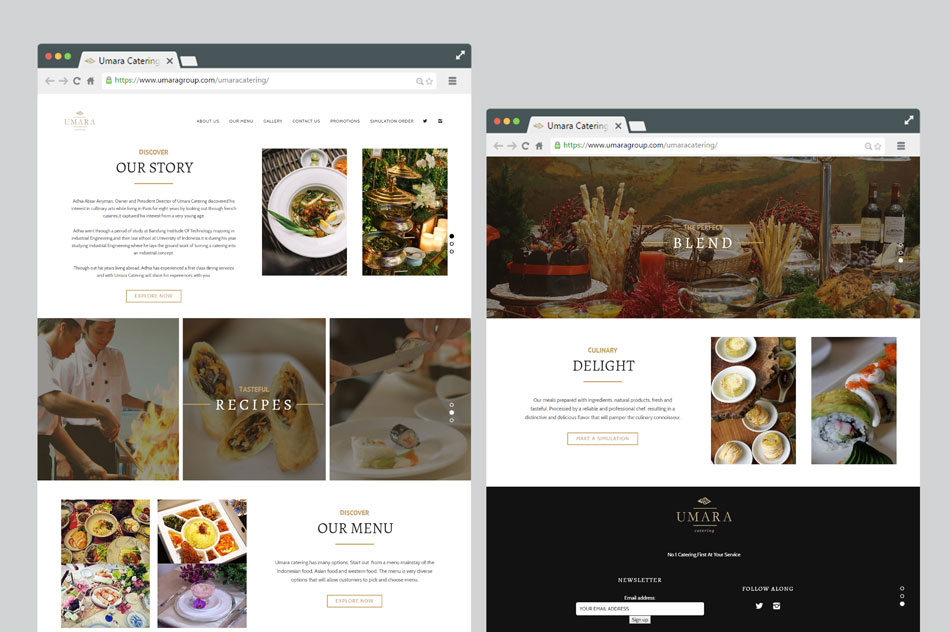 Umara Catering
https://www.umaragroup.com/umaracatering/
UMARA
ABOUT US OUR MENU GALLERY CONTACT US PROMOTIONS SIMULATION ORDER
DISCOVER
OUR STORY
Adhia Absar Arryman, Owner and President Director of Umara Catering discovered his
interest in culinary arts while living in Paris for eight years by looking out through french
cuisines, it captured his interest from a very young age.
Adhia went through a period of study at Bandung Institude Of Technology majoring in
Industrial Engineering and then law school at University of Indonesia. It is during his year
studying Industrial Engineering where he lays the ground work of turning a catering into
an industrial concept
Through out his years living abroad, Adhia has experienced a first class dining services
and with Umara Catering will share his experiences with you
EXPLORE NOW
TASTEFUL
RECIPES
DISCOVER
OUR MENU
Umara catering has many options. Start out from a menu mainstay of the
Indonesian food, Asian food and western food. The menu is very diverse
options that will allow customers to pick and choose menu.
EXPLORE NOW
Umara Catering
https://www.umaragroup.com/umaracatering/
THE PERFECT
BLEND
CULINARY
DELIGHT
Our meals prepared with ingredients, natural products, fresh and
tasteful. Processed by a reliable and professional chef, resulting in a
distinctive and delicious flavor that will pamper the culinary connoisseur.
MAKE A SIMULATION
UMARA
catering
No.1 Catering,First At Your Service
NEWSLETTER
Email address:
YOUR EMAIL ADDRESS
Sign up
FOLLOW ALONG